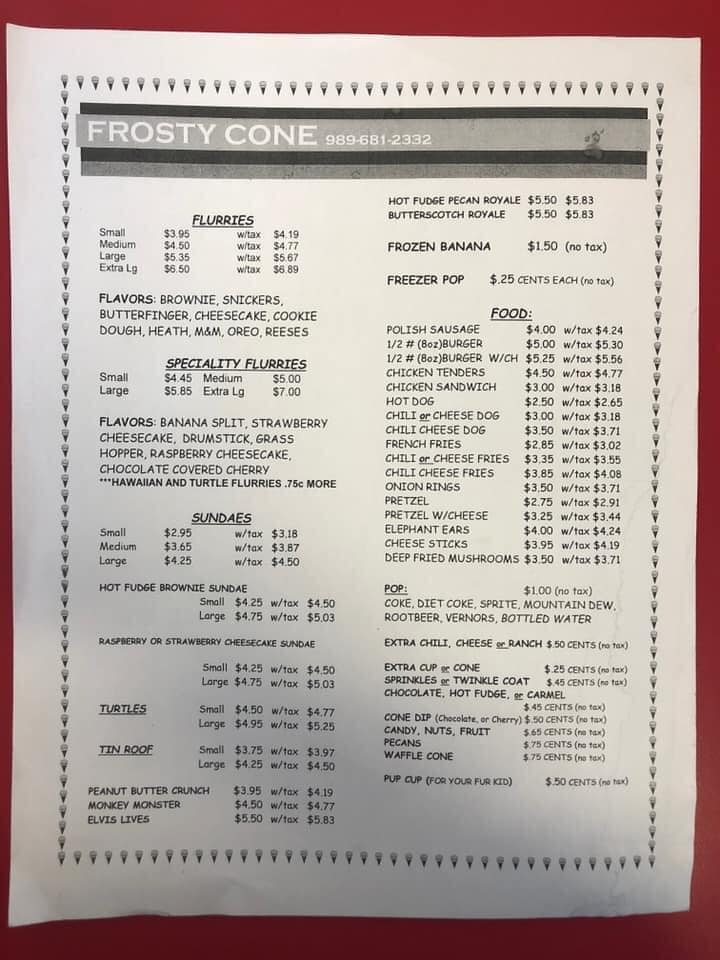 FROSTY CONE 989-681-2332
FLURRIES
Small $3.95 w/tax $4.19
Medium $4.50 w/tax $4.77
Large $5.35 w/tax $5.67
Extra Lg $6.50 w/tax $6.89
FLAVORS: BROWNIE, SNICKERS,
BUTTERFINGER, CHEESECAKE, COOKIE
DOUGH, HEATH, M&M, OREO, REESES
SPECIALITY FLURRIES
Small $4.45 Medium $5.00
Large $5.85 Extra Lg $7.00
FLAVORS: BANANA SPLIT, STRAWBERRY
CHEESECAKE, DRUMSTICK, GRASS
HOPPER, RASPBERRY CHEESECAKE,
CHOCOLATE COVERED CHERRY
***HAWAIIAN AND TURTLE FLURRIES .75c MORE
SUNDAES
Small $2.95 w/tax $3.18
Medium $3.65 w/tax $3.87
Large $4.25 w/tax $4.50
HOT FUDGE BROWNIE SUNDAE
Small $4.25 w/tax $4.50
Large $4.75 w/tax $5.03
RASPBERRY OR STRAWBERRY CHEESECAKE SUNDAE
Small $4.25 w/tax $4.50
Large $4.75 w/tax $5.03
TURTLES Small $4.50 w/tax $4.77
Large $4.95 w/tax $5.25
TIN ROOF Small $3.75 w/tax $3.97
Large $4.25 w/tax $4.50
PEANUT BUTTER CRUNCH $3.95 w/tax $4.19
MONKEY MONSTER $4.50 w/tax $4.77
ELVIS LIVES $5.50 w/tax $5.83
HOT FUDGE PECAN ROYALE $5.50 $5.83
BUTTERSCOTCH ROYALE $5.50 $5.83
FROZEN BANANA $1.50 (no tax)
FREEZER POP $.25 CENTS EACH (no tax)
FOOD:
POLISH SAUSAGE $4.00 w/tax $4.24
1/2 # (8oz)BURGER $5.00 w/tax $5.30
1/2 # (8oz)BURGER W/CH $5.25 w/tax $5.56
CHICKEN TENDERS $4.50 w/tax $4.77
CHICKEN SANDWICH $3.00 w/tax $3.18
HOT DOG $2.50 w/tax $2.65
CHILI or CHEESE DOG $3.00 w/tax $3.18
CHILI CHEESE DOG $3.50 w/tax $3.71
FRENCH FRIES $2.85 w/tax $3.02
CHILI or CHEESE FRIES $3.35 w/tax $3.55
CHILI CHEESE FRIES $3.85 w/tax $4.08
ONION RINGS $3.50 w/tax $3.71
PRETZEL $2.75 w/tax $2.91
PRETZEL W/CHEESE $3.25 w/tax $3.44
ELEPHANT EARS $4.00 w/tax $4.24
CHEESE STICKS $3.95 w/tax $4.19
DEEP FRIED MUSHROOMS $3.50 w/tax $3.71
POP: $1.00 (no tax)
COKE, DIET COKE, SPRITE, MOUNTAIN DEW,
ROOTBEER, VERNORS, BOTTLED WATER
EXTRA CHILI, CHEESE or RANCH $.50 CENTS (no tax)
EXTRA CUP or CONE $.25 CENTS (no tax)
SPRINKLES or TWINKLE COAT $.45 CENTS (no tax)
CHOCOLATE, HOT FUDGE, or CARMEL
$.45 CENTS (no tax)
CONE DIP (Chocolate, or Cherry) $.50 CENTS (no tax)
CANDY, NUTS, FRUIT $.65 CENTS (no tax)
PECANS $.75 CENTS (no tax)
WAFFLE CONE $.75 CENTS (no tax)
PUP CUP (FOR YOUR FUR KID) $.50 CENTS (no tax)